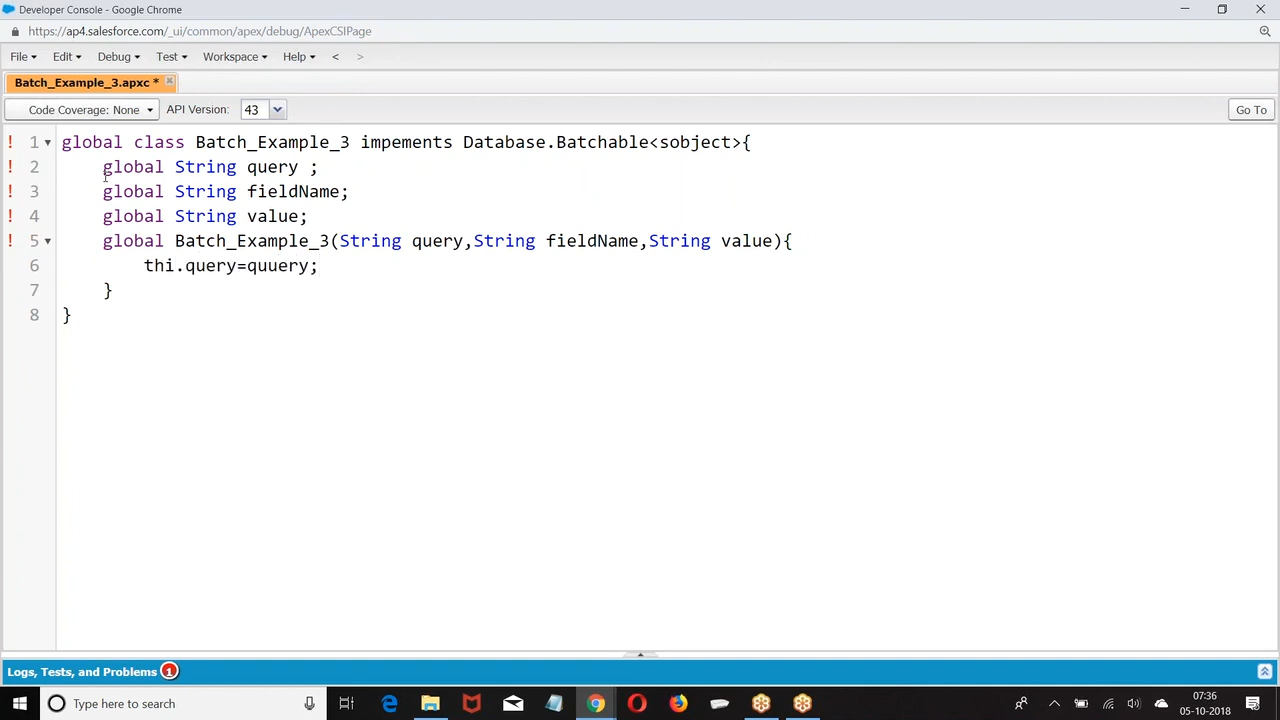 Developer Console - Google Chrome
https://ap4.salesforce.com/_ui/common/apex/debug/ApexCSIPage
File Edit Debug Test Workspace Help < >
Batch_Example_3.apxc *
Code Coverage: None API Version: 43 Go To
! 1 global class Batch_Example_3 impements Database.Batchable<sobject>{
! 2 global String query ;
! 3 global String fieldName;
! 4 global String value;
! 5 global Batch_Example_3(String query,String fieldName,String value){
6 thi.query=quuery;
7 }
8 }
Logs, Tests, and Problems 1
Type here to search
07:36
05-10-2018